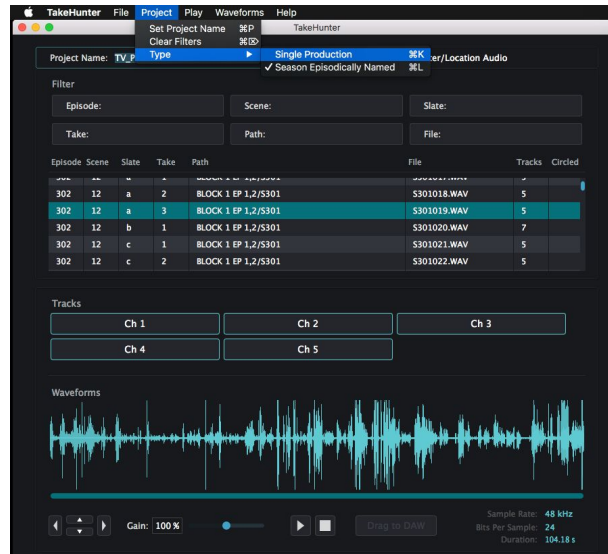 TakeHunter File Project Play Waveforms Help
Set Project Name ⌘P
TakeHunter
Clear Filters ⌘⌦
Project Name: TV_P
Type ▶
Single Production ⌘K
er/Location Audio
✓ Season Episodically Named ⌘L
Filter
Episode: Scene: Slate:
Take: Path: File:
Episode Scene Slate Take Path File Tracks Circled
302 12 a 2 BLOCK 1 EP 1,2/S301 S301018.WAV 5
302 12 a 3 BLOCK 1 EP 1,2/S301 S301019.WAV 5
302 12 b 1 BLOCK 1 EP 1,2/S301 S301020.WAV 7
302 12 c 1 BLOCK 1 EP 1,2/S301 S301021.WAV 5
302 12 c 2 BLOCK 1 EP 1,2/S301 S301022.WAV 5
Tracks
Ch 1 Ch 2 Ch 3
Ch 4 Ch 5
Waveforms
Gain: 100 % Drag to DAW
Sample Rate: 48 kHz
Bits Per Sample: 24
Duration: 104.18 s